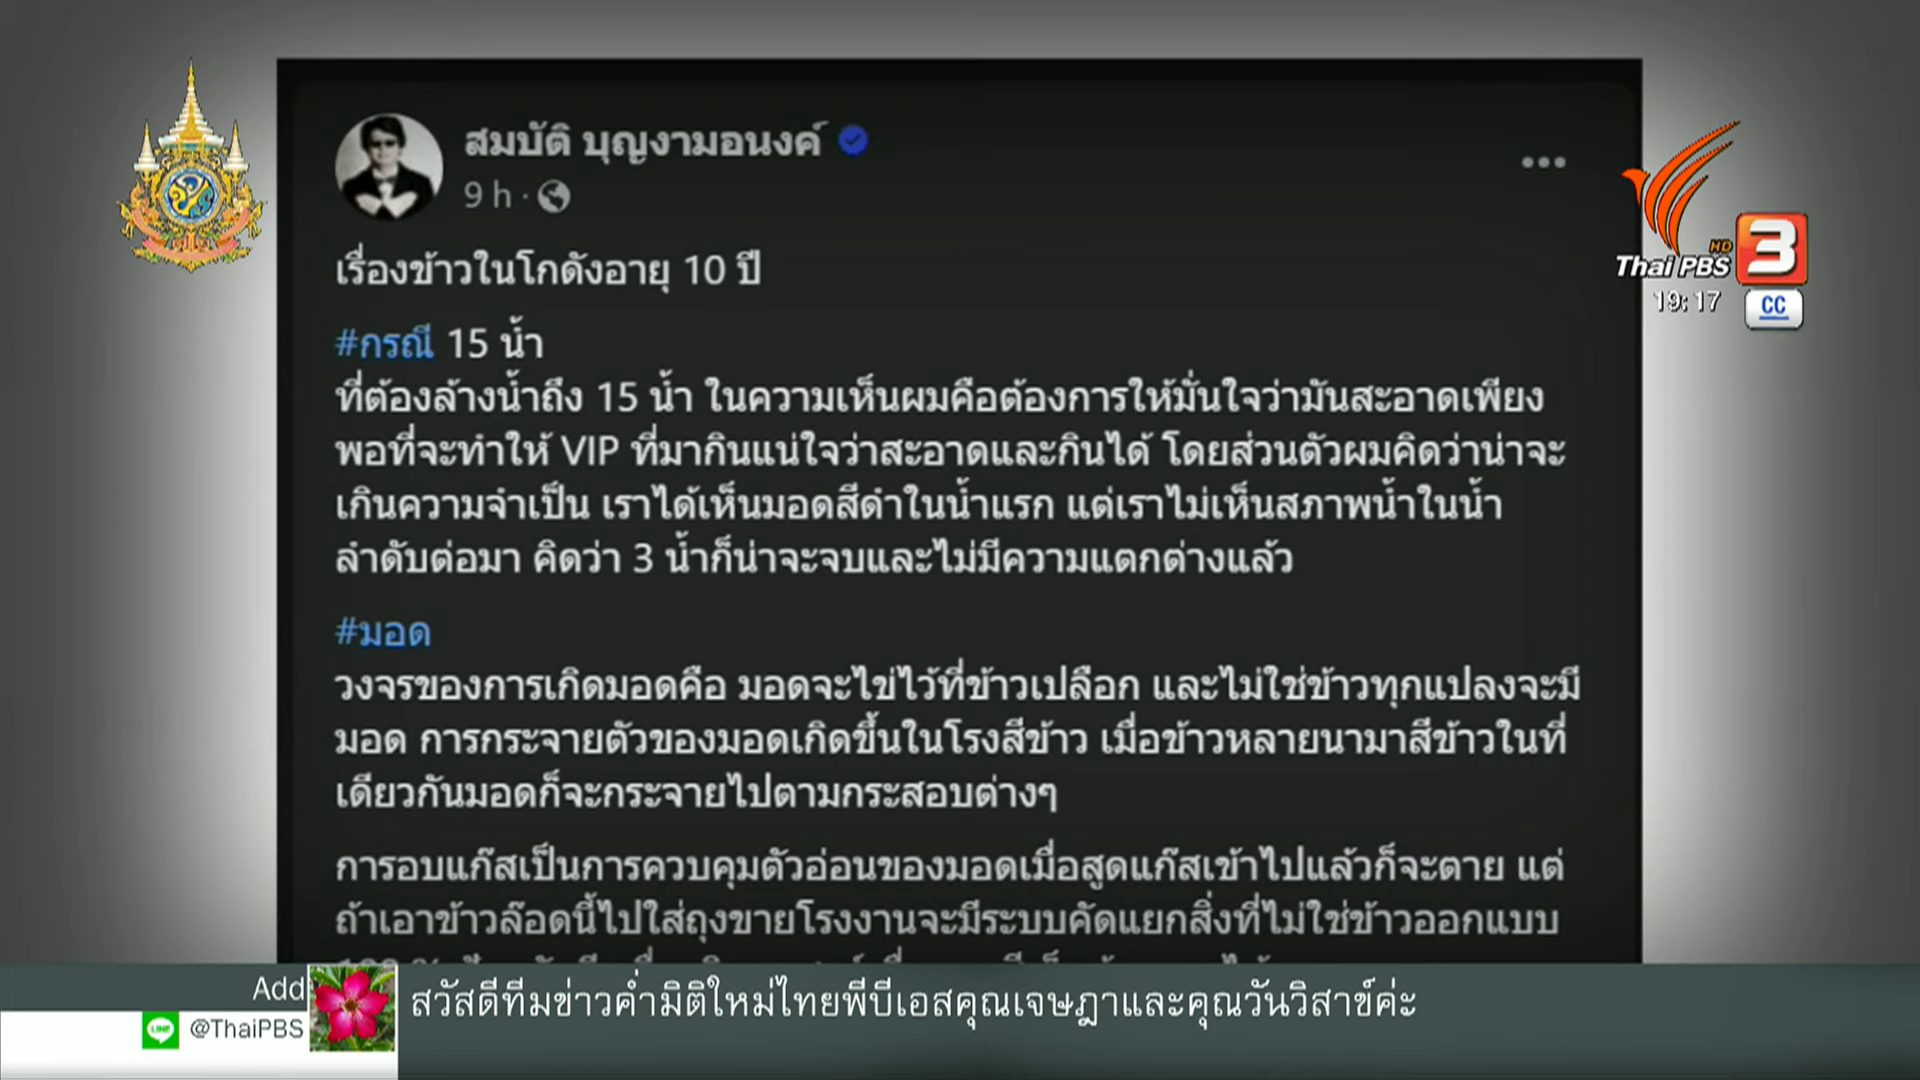 สมบัติ บุญงามอนงค์
9 h ·
เรื่องข้าวในโกดังอายุ 10 ปี
#กรณี 15 น้ำ
ที่ต้องล้างน้ำถึง 15 น้ำ ในความเห็นผมคือต้องการให้มั่นใจว่ามันสะอาดเพียง
พอที่จะทำให้ VIP ที่มากินแน่ใจว่าสะอาดและกินได้ โดยส่วนตัวผมคิดว่าน่าจะ
เกินความจำเป็น เราได้เห็นมอดสีดำในน้ำแรก แต่เราไม่เห็นสภาพน้ำในน้ำ
ลำดับต่อมา คิดว่า 3 น้ำก็น่าจะจบและไม่มีความแตกต่างแล้ว
#มอด
วงจรของการเกิดมอดคือ มอดจะไข่ไว้ที่ข้าวเปลือก และไม่ใช่ข้าวทุกแปลงจะมี
มอด การกระจายตัวของมอดเกิดขึ้นในโรงสีข้าว เมื่อข้าวหลายนามาสีข้าวในที่
เดียวกันมอดก็จะกระจายไปตามกระสอบต่างๆ
การอบแก๊สเป็นการควบคุมตัวอ่อนของมอดเมื่อสูดแก๊สเข้าไปแล้วก็จะตาย แต่
ถ้าเอาข้าวล๊อดนี้ไปใส่ถุงขายโรงงานจะมีระบบคัดแยกสิ่งที่ไม่ใช่ข้าวออกแบบ
Thai PBS HD 3
19:17
CC
Add
LINE @ThaiPBS
สวัสดีทีมข่าวค่ำมิติใหม่ไทยพีบีเอสคุณเจษฎาและคุณวันวิสาข์ค่ะ